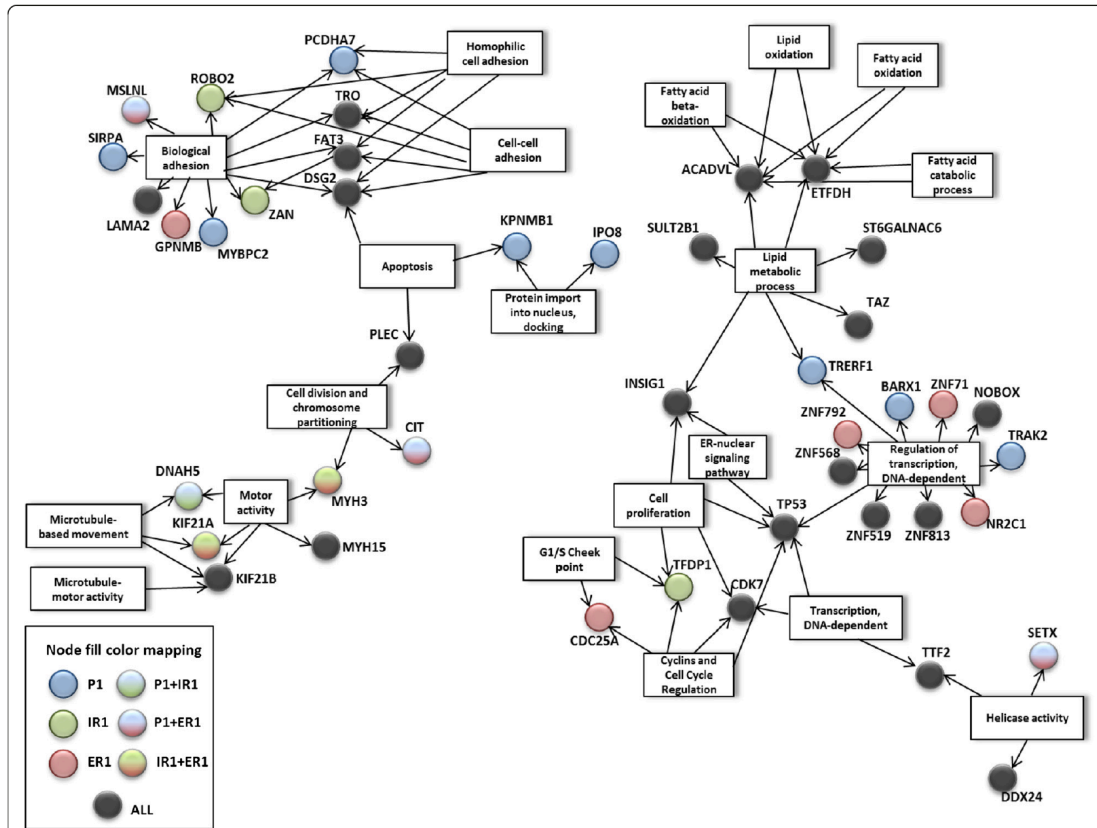 PCDHA7
Homophilic
cell adhesion
MSLNL
ROBO2
TRO
SIRPA
Biological
adhesion
FAT3
Cell-cell
adhesion
DSG2
LAMA2
GPNMB
MYBPC2
ZAN
Lipid
oxidation
Fatty acid
oxidation
Fatty acid
beta-
oxidation
ACADVL
ETFDH
Fatty acid
catabolic
process
KPNMB1
IPO8
Apoptosis
Protein import
into nucleus,
docking
SULT2B1
ST6GALNAC6
Lipid
metabolic
process
TAZ
PLEC
Cell division and
chromosome
partitioning
CIT
INSIG1
TRERF1
BARX1
ZNF71
NOBOX
ZNF792
ZNF568
ER-nuclear
signaling
pathway
Regulation of
transcription,
DNA-dependent
TRAK2
DNAH5
Motor
activity
MYH3
Microtubule-
based movement
KIF21A
MYH15
Cell
proliferation
TP53
ZNF519
ZNF813
NR2C1
Microtubule-
motor activity
KIF21B
G1/S Cheek
point
TFDP1
CDK7
CDC25A
Transcription,
DNA-dependent
Cyclins and
Cell Cycle
Regulation
TTF2
SETX
Helicase activity
DDX24
Node fill color mapping
P1
P1+IR1
IR1
P1+ER1
ER1
IR1+ER1
ALL